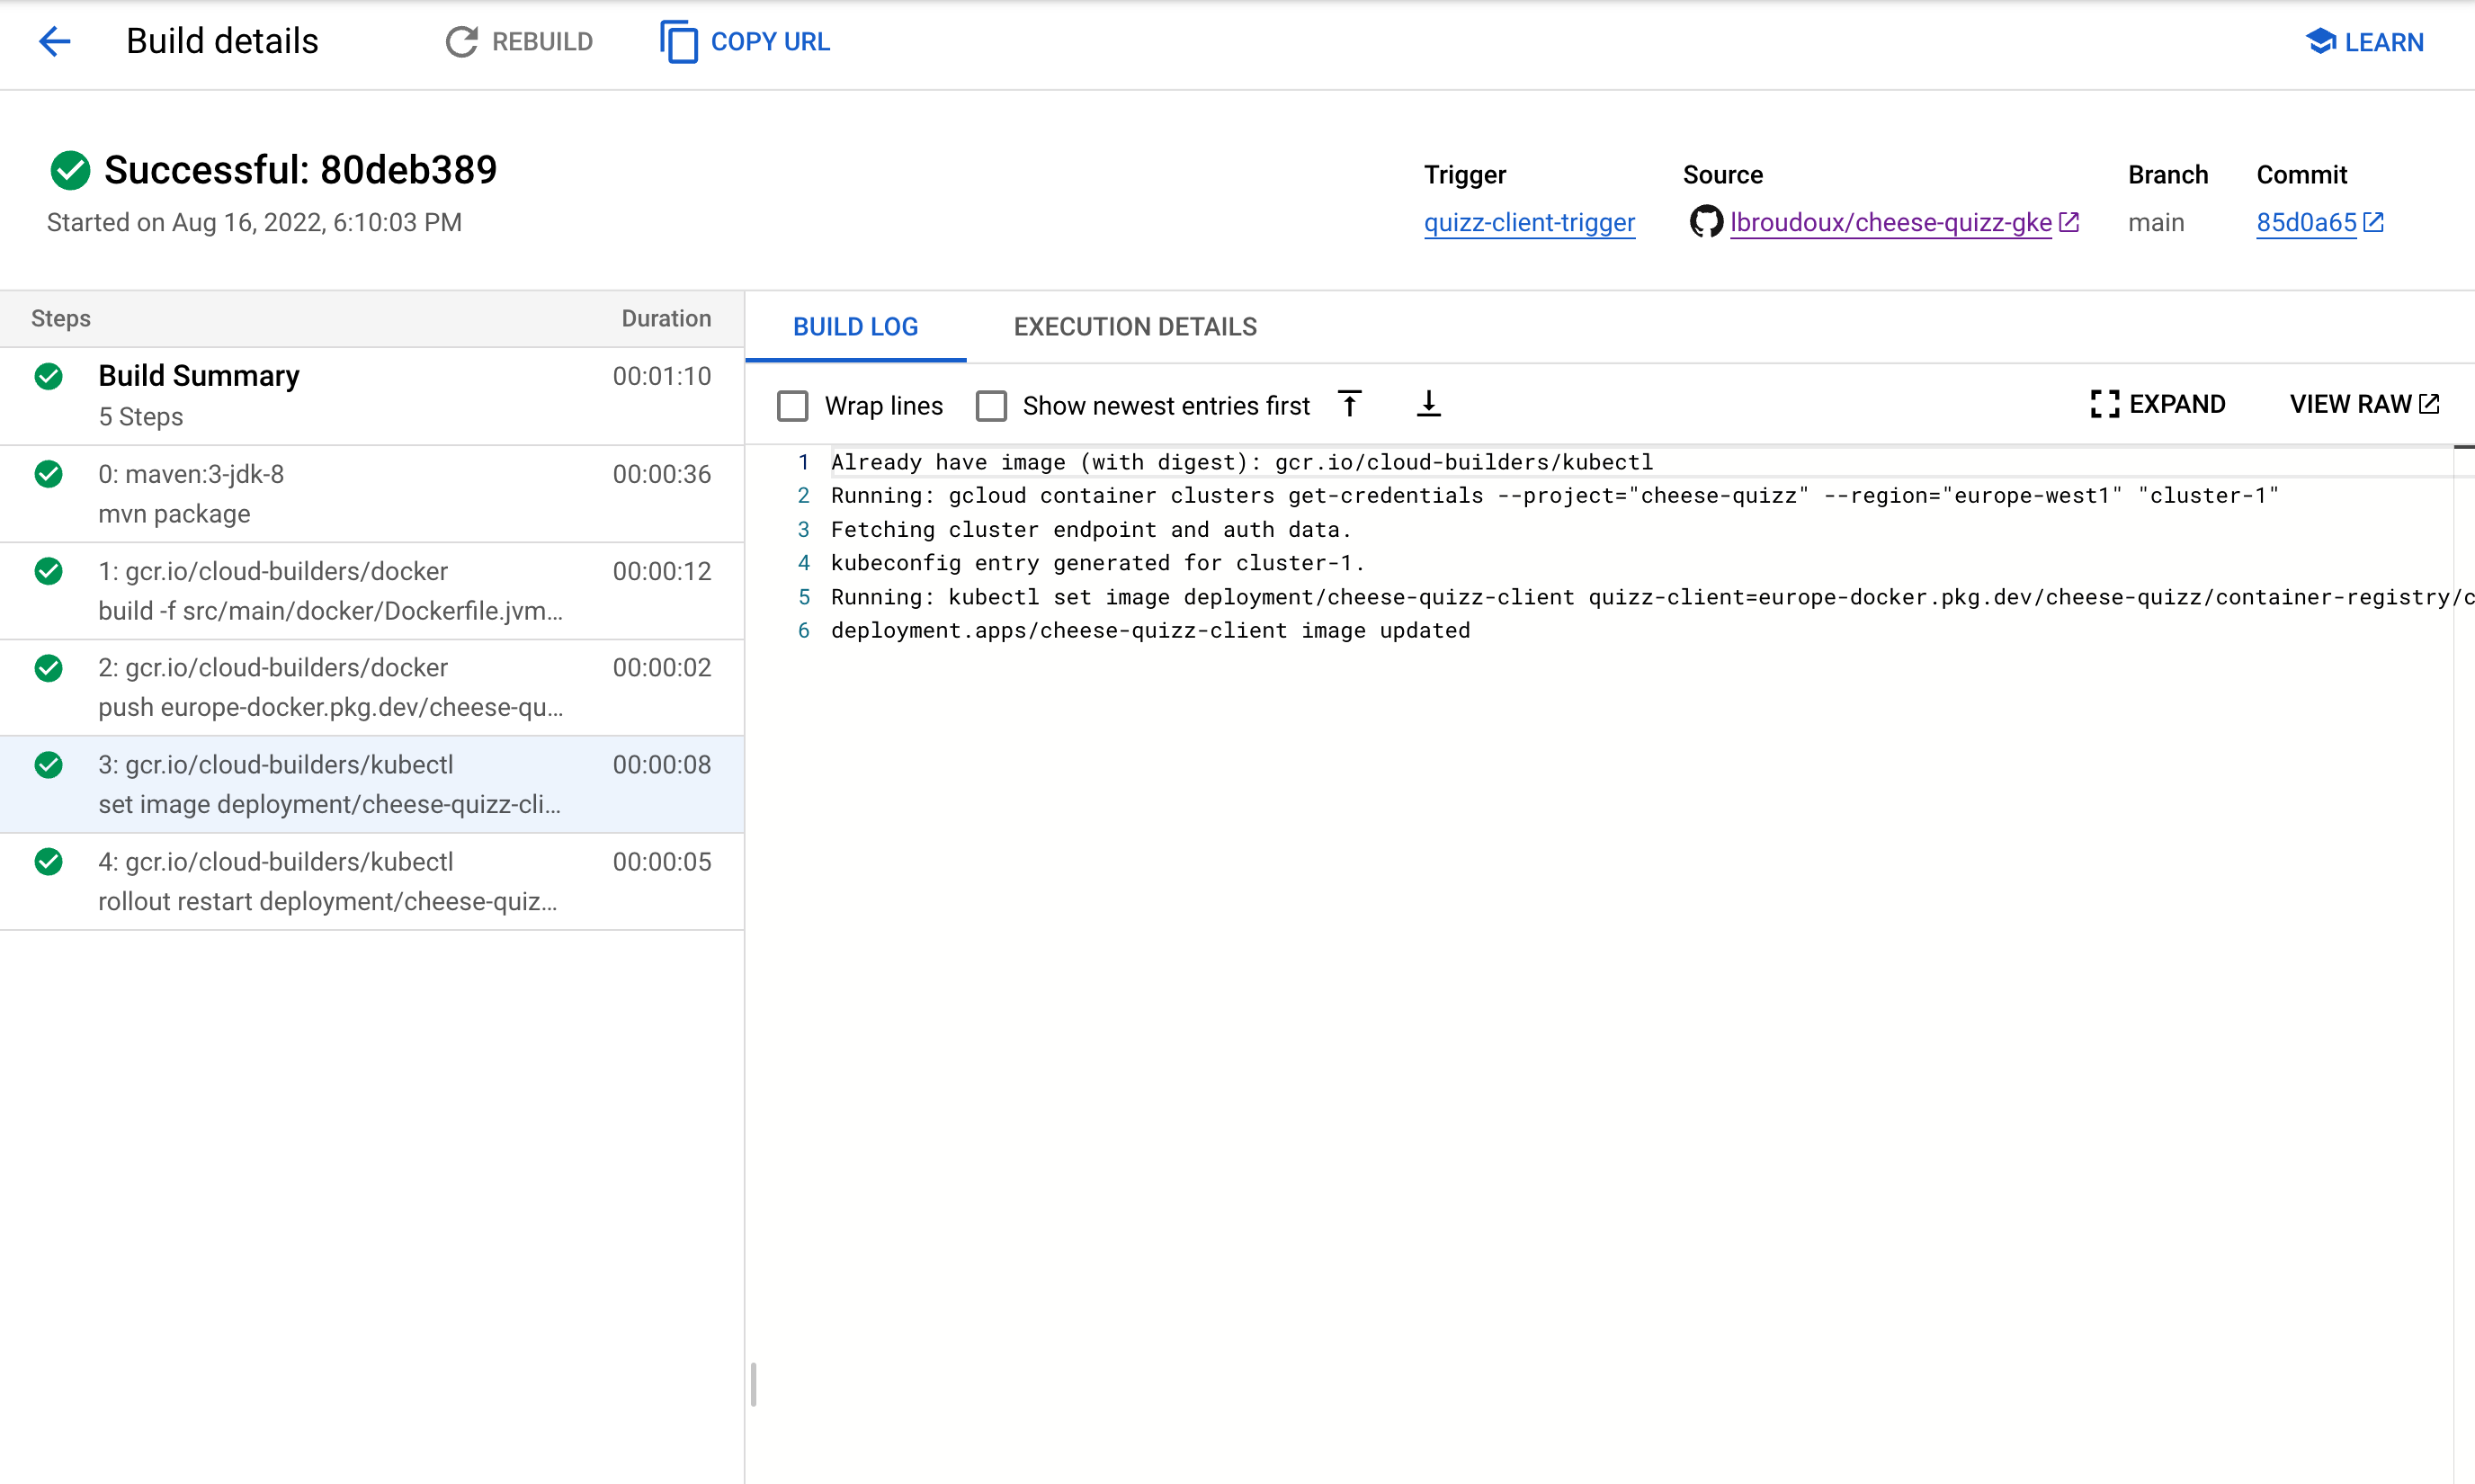 Build details
REBUILD
COPY URL
LEARN
Successful: 80deb389
Started on Aug 16, 2022, 6:10:03 PM
Trigger
quizz-client-trigger
Source
lbroudoux/cheese-quizz-gke
Branch
main
Commit
85d0a65
Steps Duration
Build Summary 00:01:10
5 Steps
0: maven:3-jdk-8 00:00:36
mvn package
1: gcr.io/cloud-builders/docker 00:00:12
build -f src/main/docker/Dockerfile.jvm...
2: gcr.io/cloud-builders/docker 00:00:02
push europe-docker.pkg.dev/cheese-qu...
3: gcr.io/cloud-builders/kubectl 00:00:08
set image deployment/cheese-quizz-cli...
4: gcr.io/cloud-builders/kubectl 00:00:05
rollout restart deployment/cheese-quiz...
BUILD LOG EXECUTION DETAILS
Wrap lines Show newest entries first EXPAND VIEW RAW
1 Already have image (with digest): gcr.io/cloud-builders/kubectl
2 Running: gcloud container clusters get-credentials --project="cheese-quizz" --region="europe-west1" "cluster-1"
3 Fetching cluster endpoint and auth data.
4 kubeconfig entry generated for cluster-1.
5 Running: kubectl set image deployment/cheese-quizz-client quizz-client=europe-docker.pkg.dev/cheese-quizz/container-registry/c
6 deployment.apps/cheese-quizz-client image updated